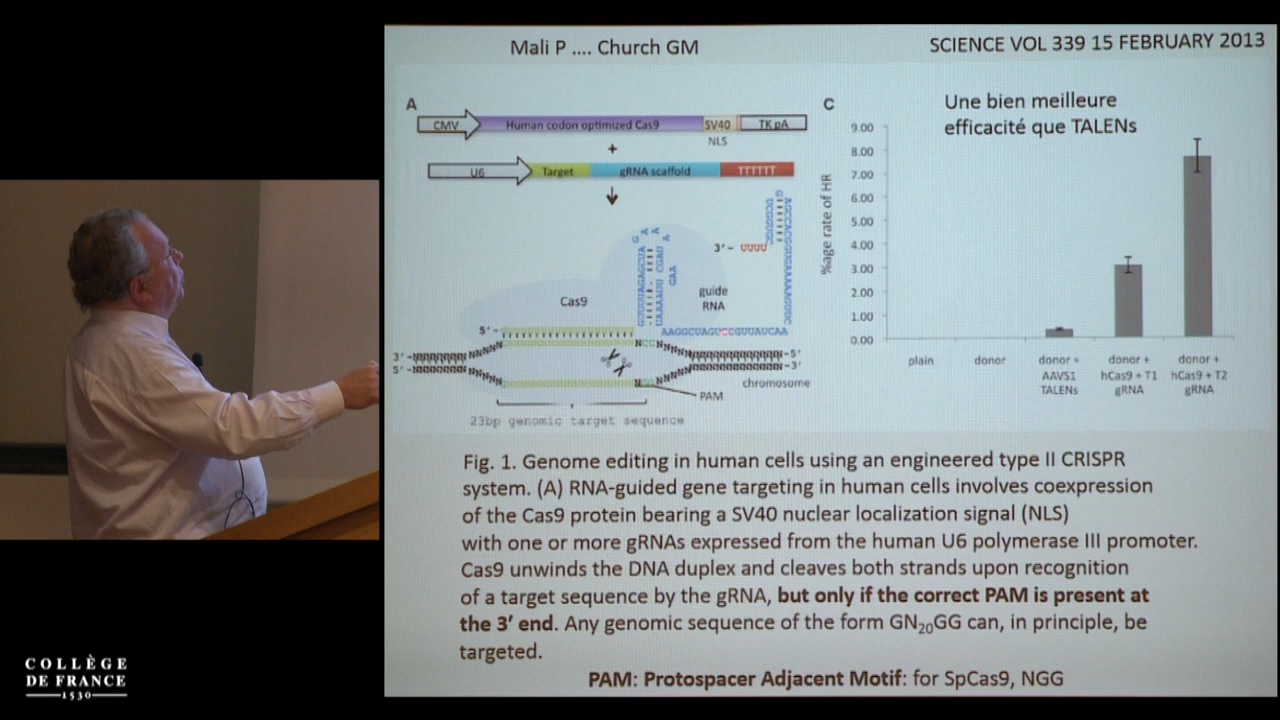 Mali P .... Church GM
SCIENCE VOL 339 15 FEBRUARY 2013
A
CMV Human codon optimized Cas9 SV40 TK pA
NLS
+
U6 Target gRNA scaffold TTTTTT
3'- UUUU
Cas9
guide
RNA
5'-
AAGGCUAGUCCGUUAUCAA
3'-
-5'
5'-
-3'
chromosome
PAM
23bp genomic target sequence
C
Une bien meilleure
efficacité que TALENs
%age rate of HR
9.00
8.00
7.00
6.00
5.00
4.00
3.00
2.00
1.00
0.00
plain
donor
donor +
AAVS1
TALENs
donor +
hCas9 + T1
gRNA
donor +
hCas9 + T2
gRNA
Fig. 1. Genome editing in human cells using an engineered type II CRISPR
system. (A) RNA-guided gene targeting in human cells involves coexpression
of the Cas9 protein bearing a SV40 nuclear localization signal (NLS)
with one or more gRNAs expressed from the human U6 polymerase III promoter.
Cas9 unwinds the DNA duplex and cleaves both strands upon recognition
of a target sequence by the gRNA, but only if the correct PAM is present at
the 3' end. Any genomic sequence of the form GN20GG can, in principle, be
targeted.
PAM: Protospacer Adjacent Motif: for SpCas9, NGG
COLLÈGE
DE FRANCE
1530